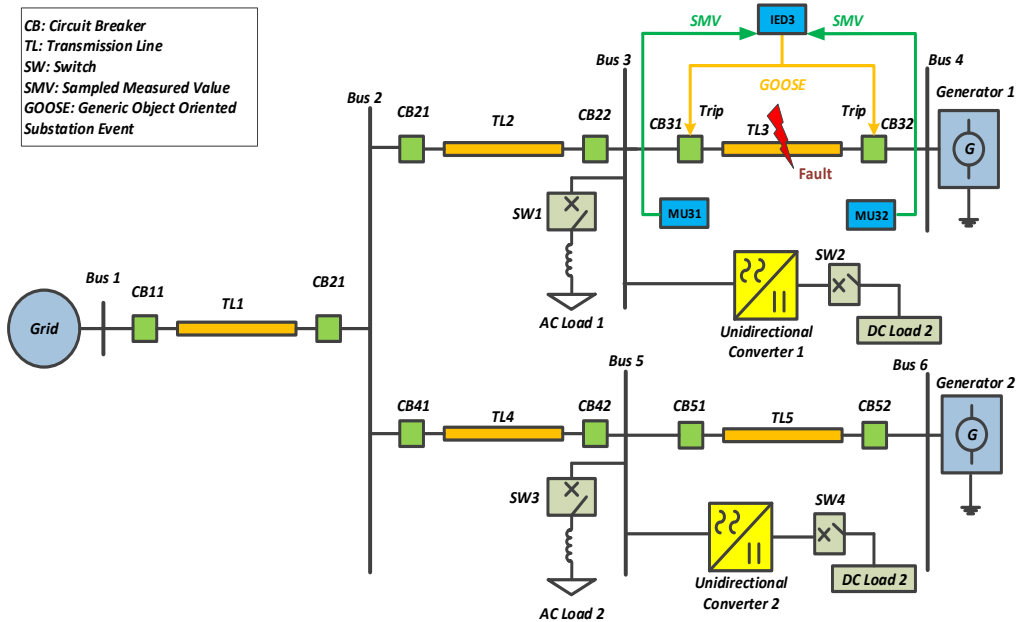 CB: Circuit Breaker
TL: Transmission Line
SW: Switch
SMV: Sampled Measured Value
GOOSE: Generic Object Oriented
Substation Event
SMV
IED3
SMV
Bus 3
Bus 4
GOOSE
Generator 1
Bus 2
CB21
TL2
CB22
CB31
Trip
TL3
Trip
CB32
G
Fault
SW1
MU31
MU32
SW2
Bus 1
CB11
TL1
CB21
Grid
AC Load 1
Unidirectional
Converter 1
DC Load 2
Bus 5
Bus 6
Generator 2
CB41
TL4
CB42
CB51
TL5
CB52
G
SW3
SW4
AC Load 2
Unidirectional
Converter 2
DC Load 2